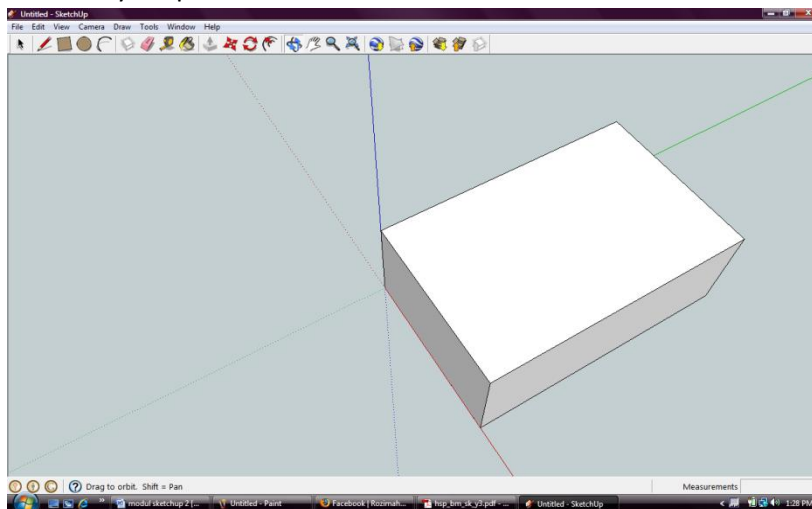 Untitled - SketchUp
File Edit View Camera Draw Tools Window Help
Drag to orbit. Shift = Pan
Measurements
modul sketchup 2 [...
Untitled - Paint
Facebook | Rozimah...
hsp_bm_sk_y3.pdf - ...
Untitled - SketchUp
1:28 PM